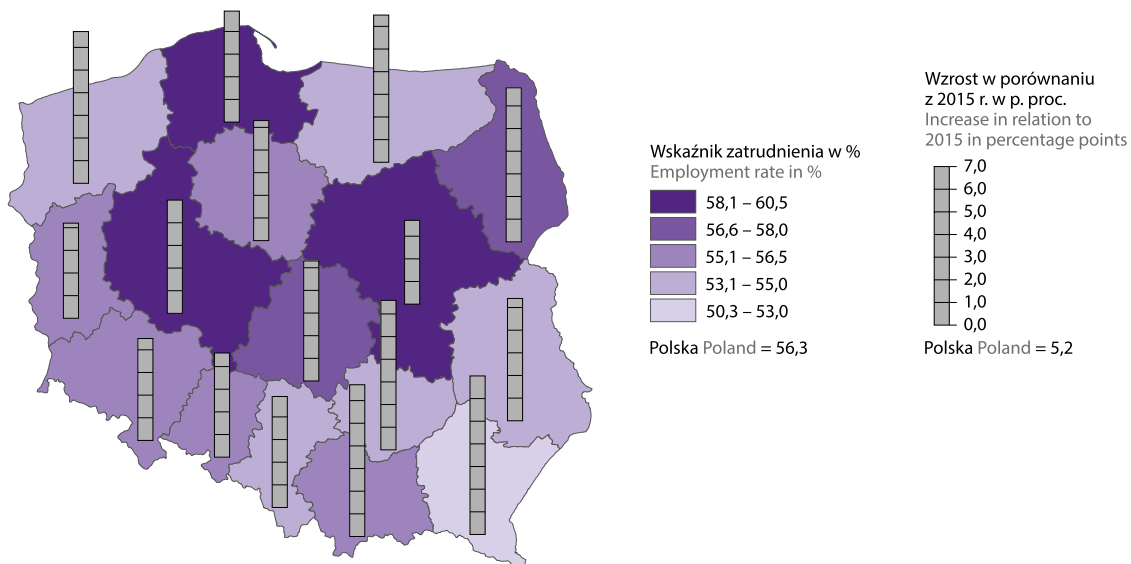 Wskaźnik zatrudnienia w %
Employment rate in %
58,1 – 60,5
56,6 – 58,0
55,1 – 56,5
53,1 – 55,0
50,3 – 53,0
Polska Poland = 56,3
Wzrost w porównaniu
z 2015 r. w p. proc.
Increase in relation to
2015 in percentage points
7,0
6,0
5,0
4,0
3,0
2,0
1,0
0,0
Polska Poland = 5,2